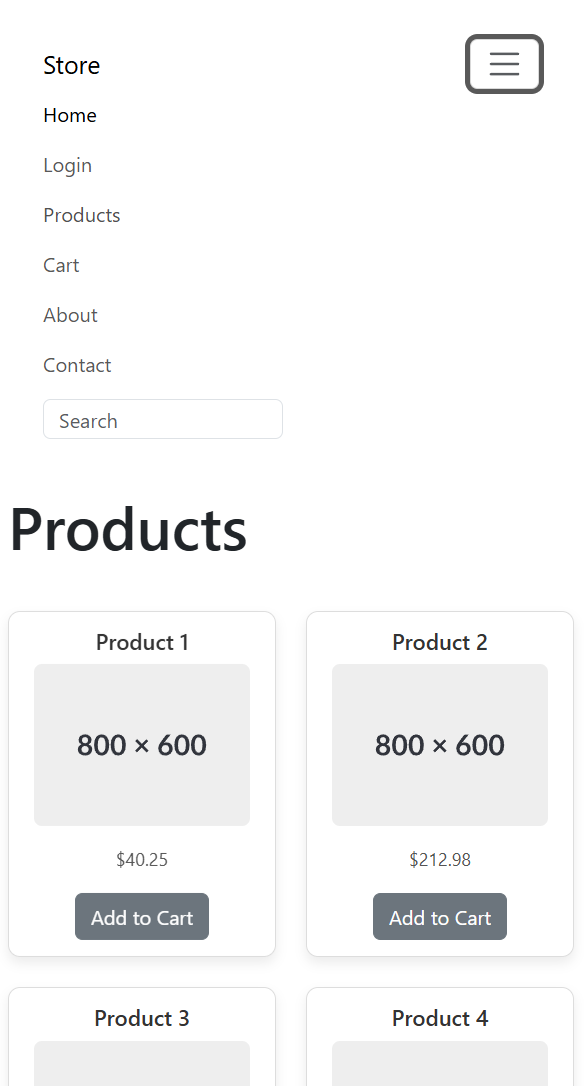 Store
Home
Login
Products
Cart
About
Contact
Search
Products
Product 1
800 × 600
$40.25
Add to Cart
Product 2
800 × 600
$212.98
Add to Cart
Product 3
Product 4